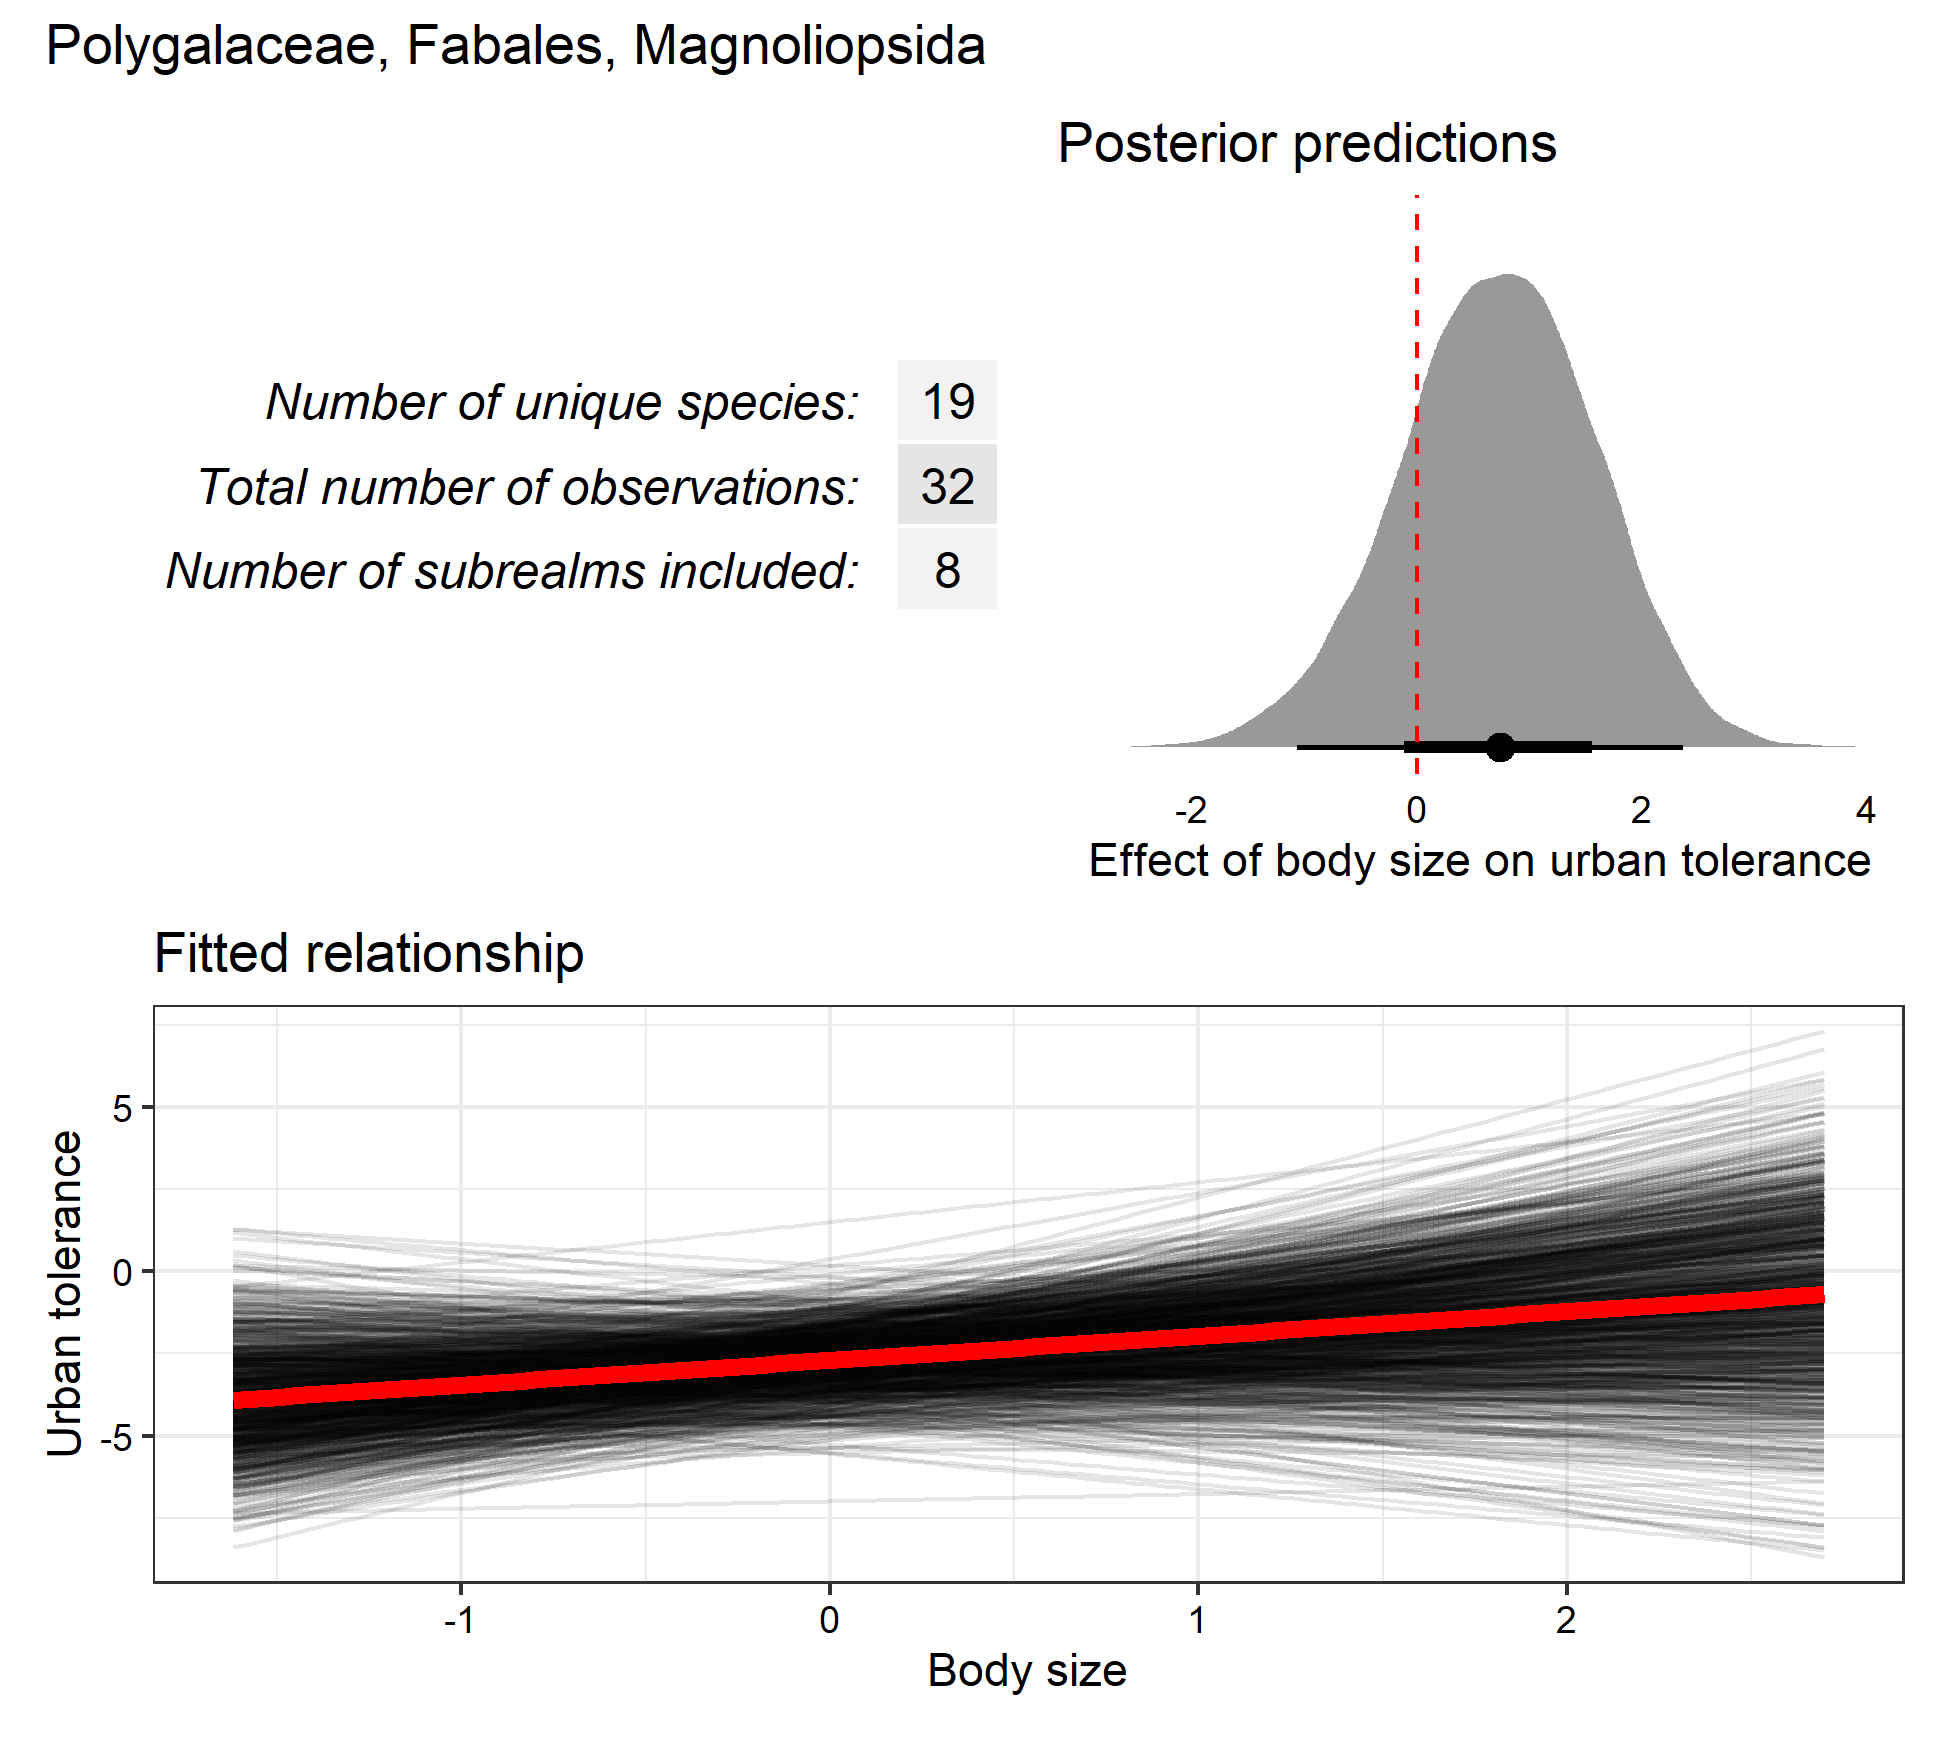 Polygalaceae, Fabales, Magnoliopsida
Posterior predictions
Number of unique species: 19
Total number of observations: 32
Number of subrealms included: 8
-2 0 2 4
Effect of body size on urban tolerance
Fitted relationship
Urban tolerance
5
0
-5
-1 0 1 2
Body size